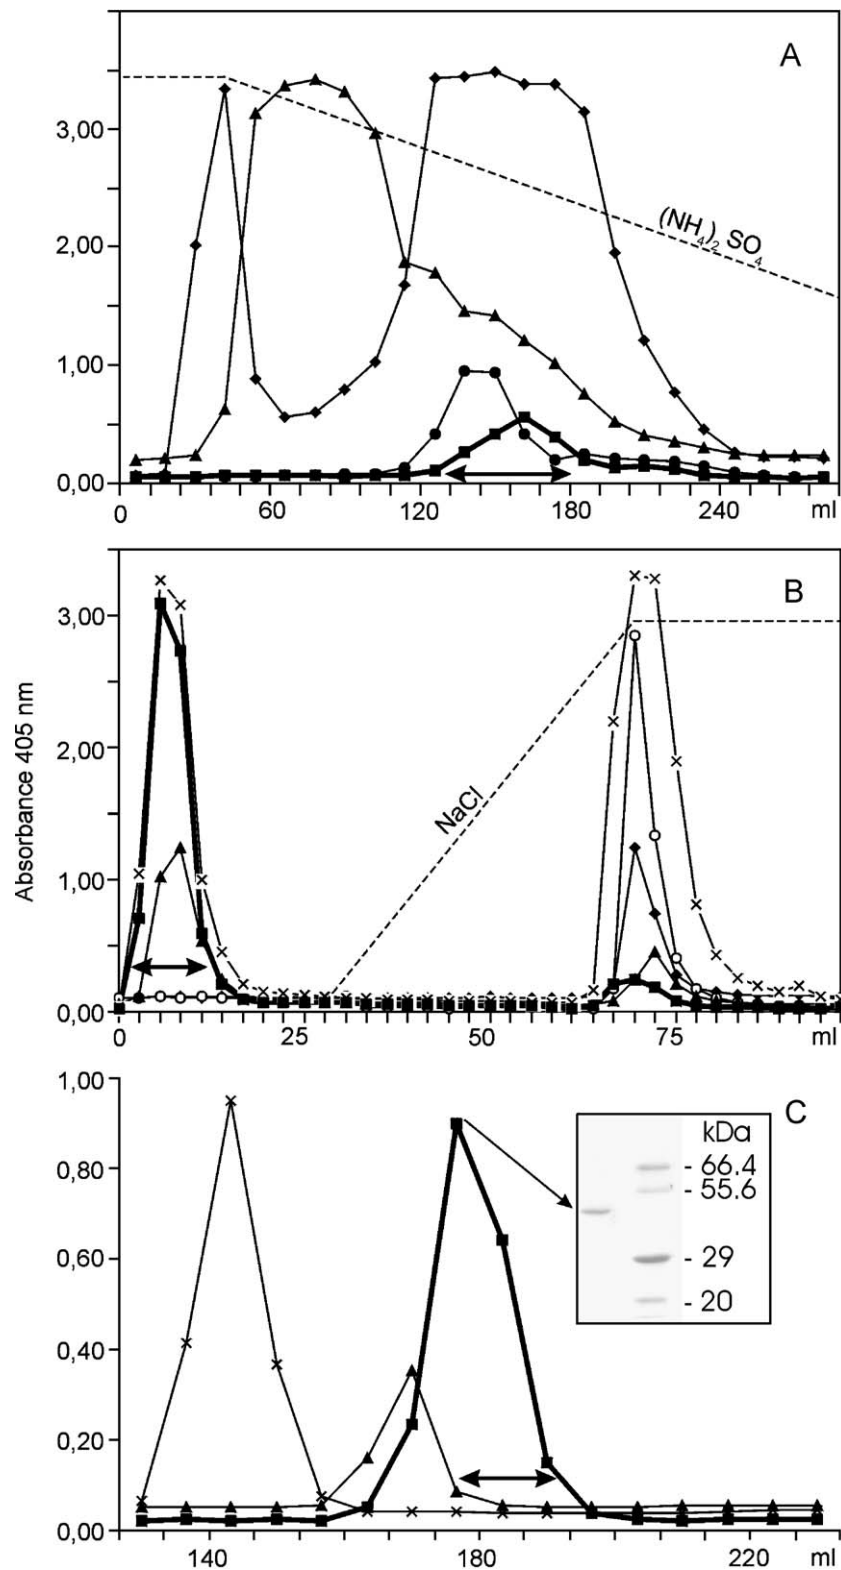 A
3,00
2,00
1,00
0,00
(NH4)2 SO4
0 60 120 180 240 ml
B
3,00
2,00
1,00
0,00
NaCl
Absorbance 405 nm
0 25 50 75 ml
C
1,00
0,80
0,60
0,40
0,20
0,00
kDa
- 66.4
- 55.6
- 29
- 20
140 180 220 ml